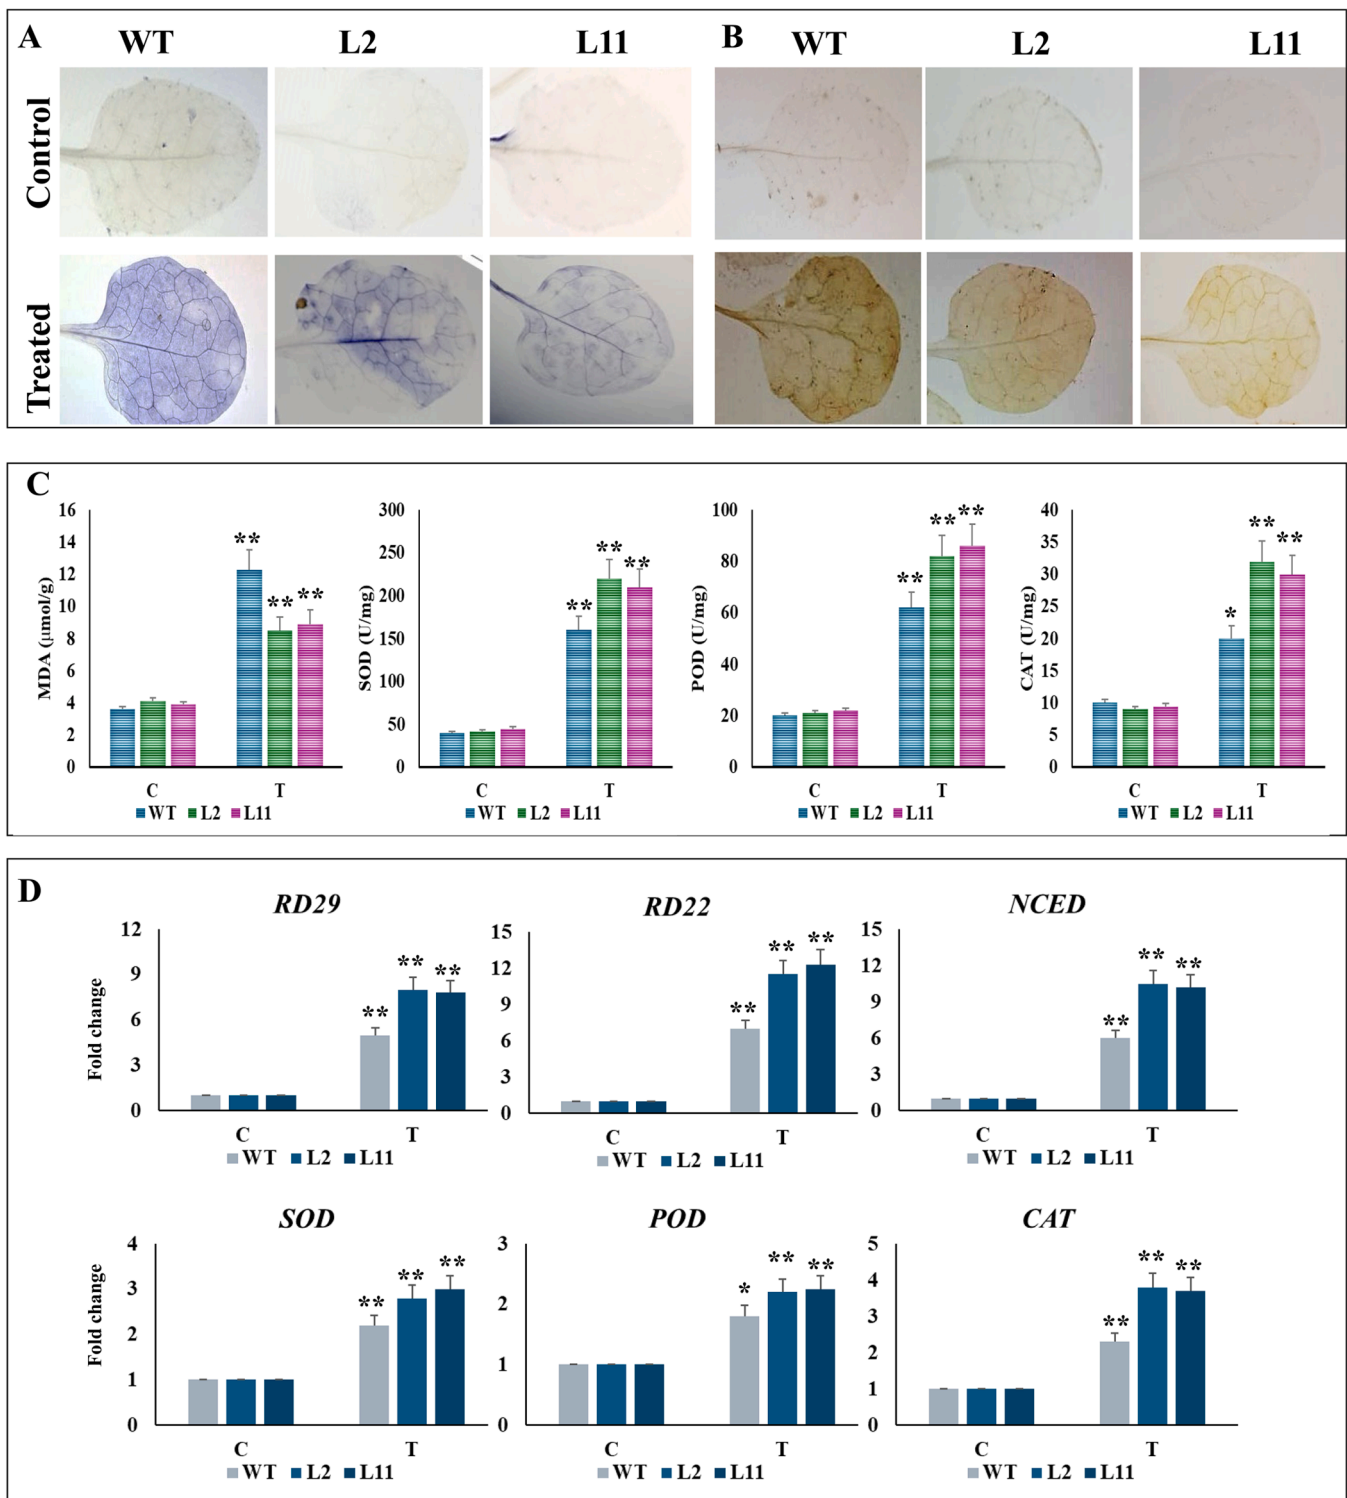 A WT L2 L11
B WT L2 L11
Control
Treated
C
MDA (µmol/g)
16
14
12
10
8
6
4
2
0
** ** **
C T
WT L2 L11
SOD (U/mg)
300
250
200
150
100
50
0
** ** **
C T
WT L2 L11
POD (U/mg)
100
80
60
40
20
0
** ** **
C T
WT L2 L11
CAT (U/mg)
40
35
30
25
20
15
10
5
0
* ** **
C T
WT L2 L11
D
RD29
Fold change
12
9
6
3
0
** ** **
C T
WT L2 L11
RD22
15
12
9
6
3
0
** ** **
C T
WT L2 L11
NCED
15
12
9
6
3
0
** ** **
C T
WT L2 L11
SOD
Fold change
4
3
2
1
0
** ** **
C T
WT L2 L11
POD
3
2
1
0
* ** **
C T
WT L2 L11
CAT
5
4
3
2
1
0
** ** **
C T
WT L2 L11